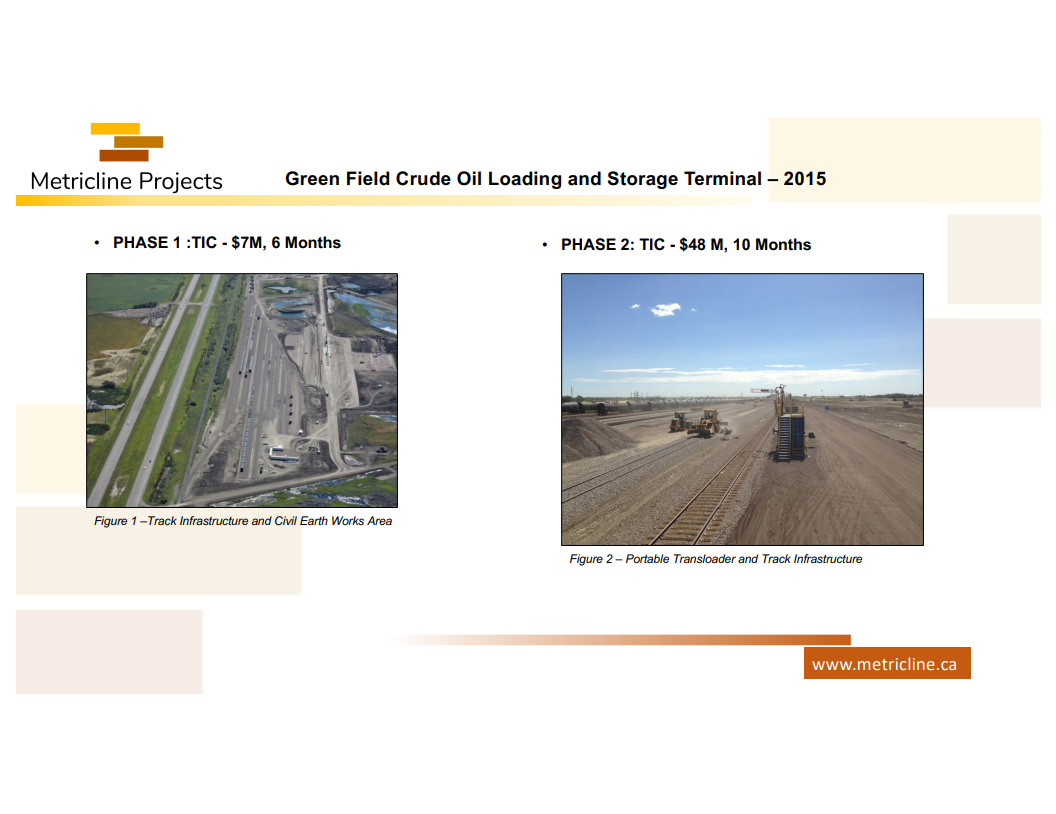 Metricline Projects
Green Field Crude Oil Loading and Storage Terminal – 2015
• PHASE 1 :TIC - $7M, 6 Months
• PHASE 2: TIC - $48 M, 10 Months
Figure 1 –Track Infrastructure and Civil Earth Works Area
Figure 2 – Portable Transloader and Track Infrastructure
www.metricline.ca